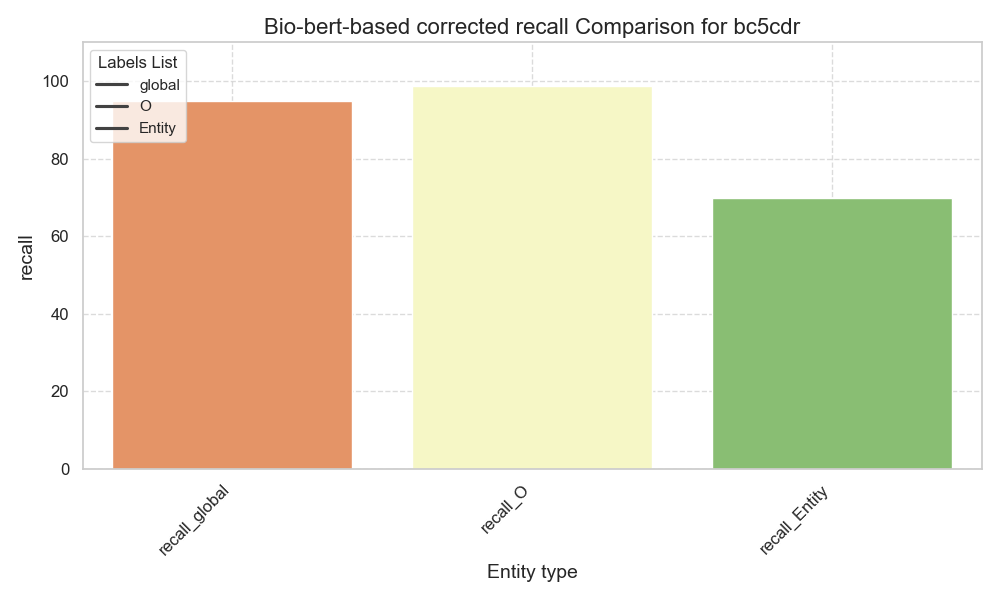 Bio-bert-based corrected recall Comparison for bc5cdr
Labels List
global
O
Entity
recall
100
80
60
40
20
0
recall_global
recall_O
recall_Entity
Entity type